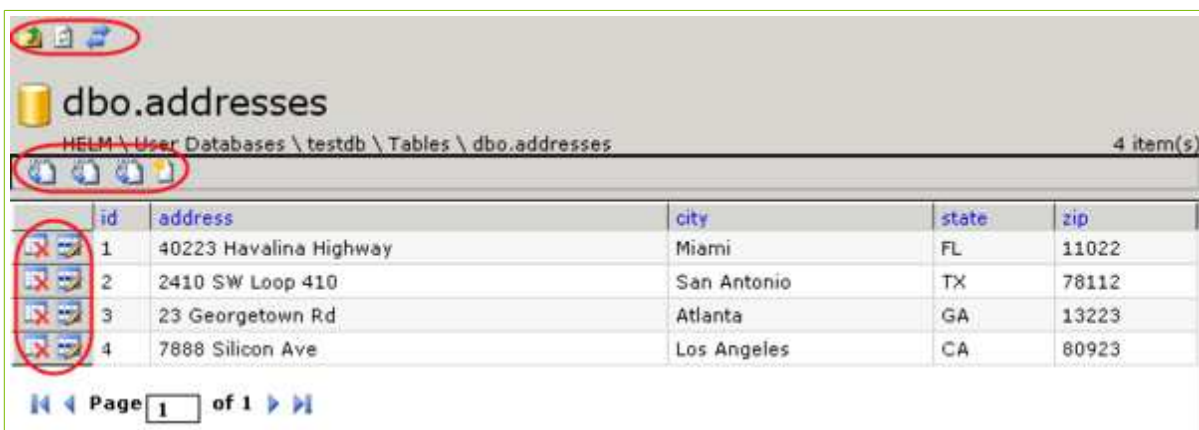 dbo.addresses
HELM \ User Databases \ testdb \ Tables \ dbo.addresses 4 item(s)
id address city state zip
1 40223 Havalina Highway Miami FL 11022
2 2410 SW Loop 410 San Antonio TX 78112
3 23 Georgetown Rd Atlanta GA 13223
4 7888 Silicon Ave Los Angeles CA 80923
Page 1 of 1